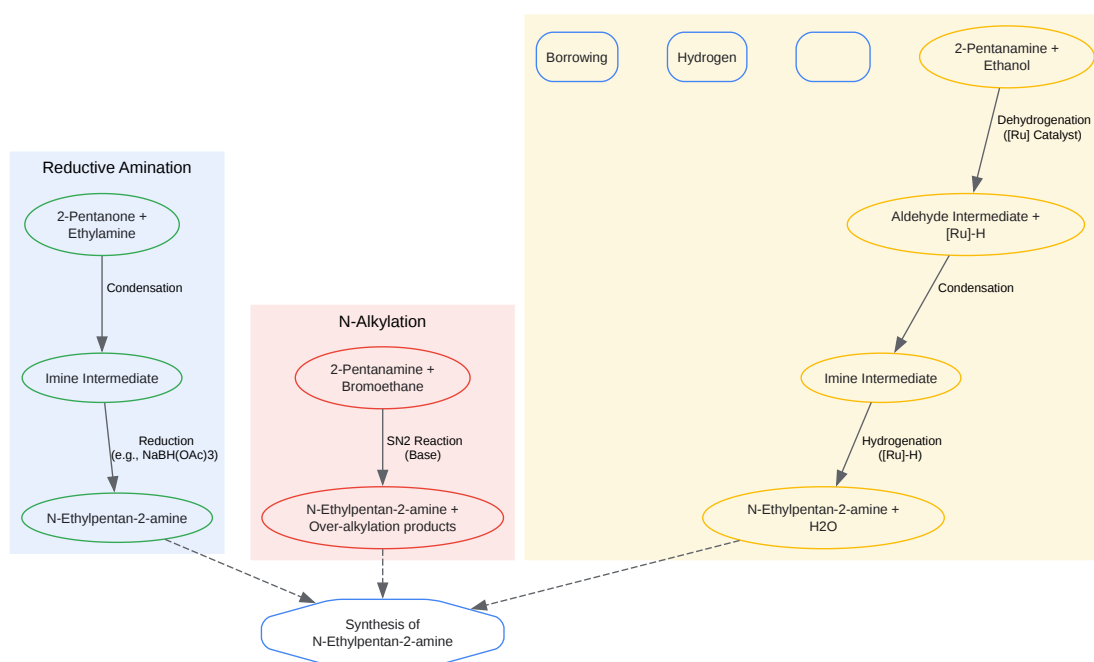 Reductive Amination
2-Pentanone +
Ethylamine
Condensation
Imine Intermediate
Reduction
(e.g., NaBH(OAc)3)
N-Ethylpentan-2-amine
N-Alkylation
2-Pentanamine +
Bromoethane
SN2 Reaction
(Base)
N-Ethylpentan-2-amine +
Over-alkylation products
Borrowing
Hydrogen
2-Pentanamine +
Ethanol
Dehydrogenation
([Ru] Catalyst)
Aldehyde Intermediate +
[Ru]-H
Condensation
Imine Intermediate
Hydrogenation
([Ru]-H)
N-Ethylpentan-2-amine +
H2O
Synthesis of
N-Ethylpentan-2-amine